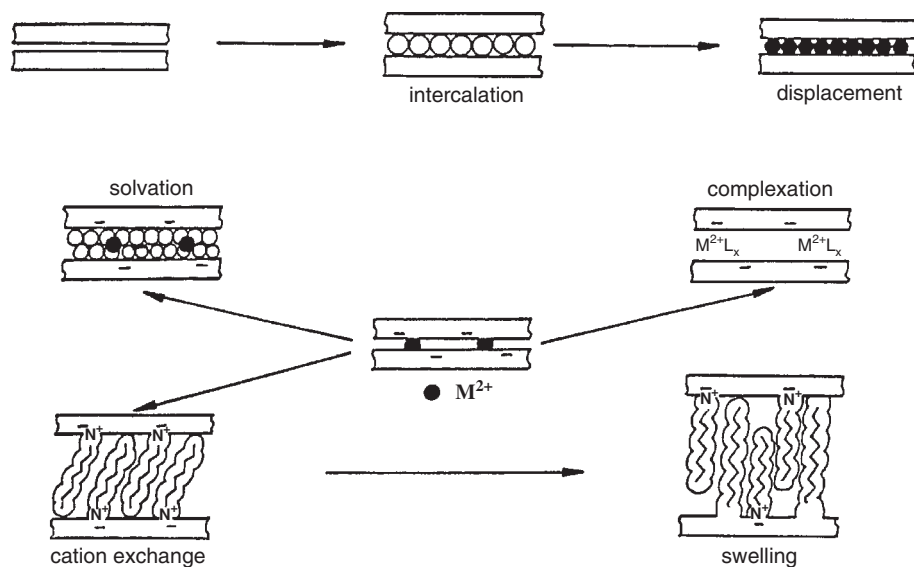 intercalation
displacement
solvation
complexation
M²⁺Lₓ M²⁺Lₓ
M²⁺
N⁺ N⁺
N⁺ N⁺
cation exchange
N⁺ N⁺
N⁺
swelling